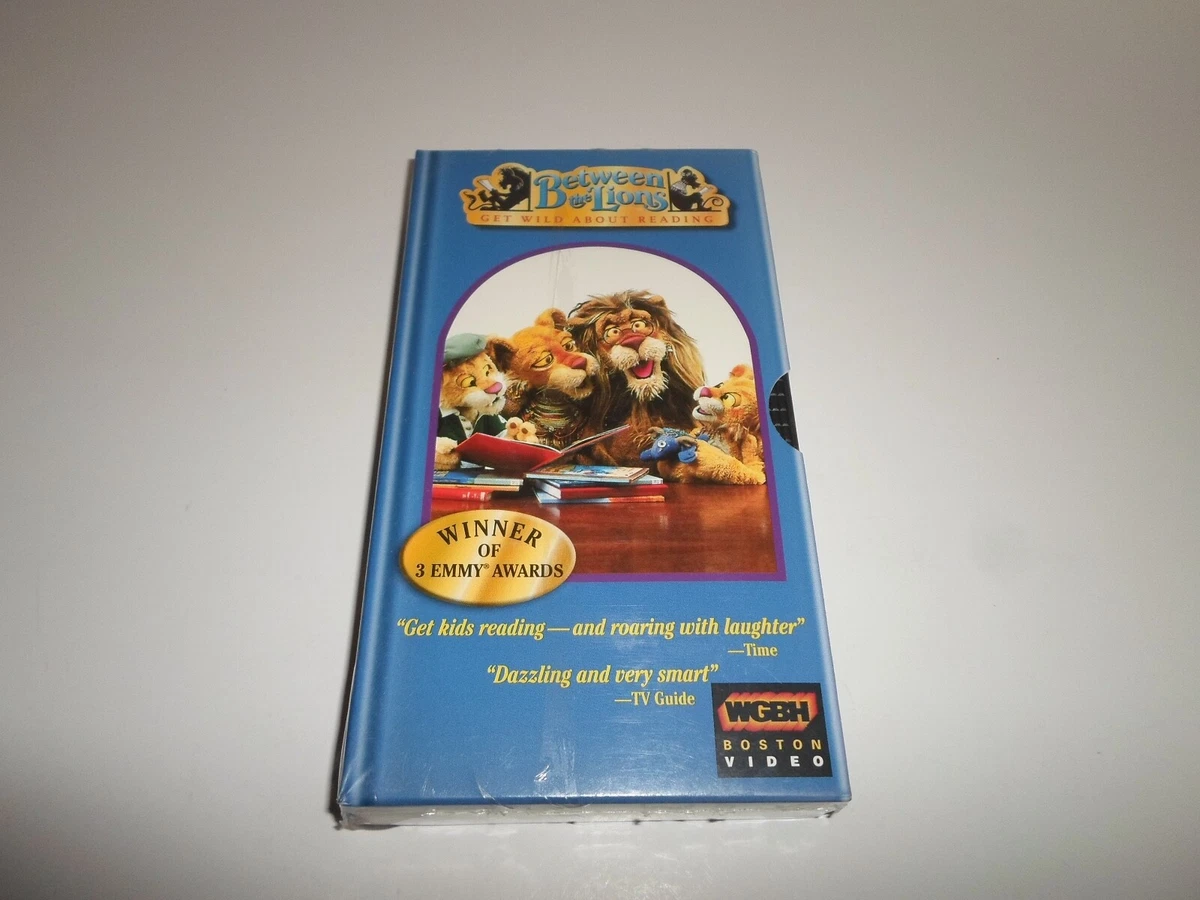 Between
the Lions
GET WILD ABOUT READING
WINNER
OF
3 EMMY® AWARDS
“Get kids reading—and roaring with laughter”
—Time
“Dazzling and very smart”
—TV Guide
WGBH
BOSTON
VIDEO